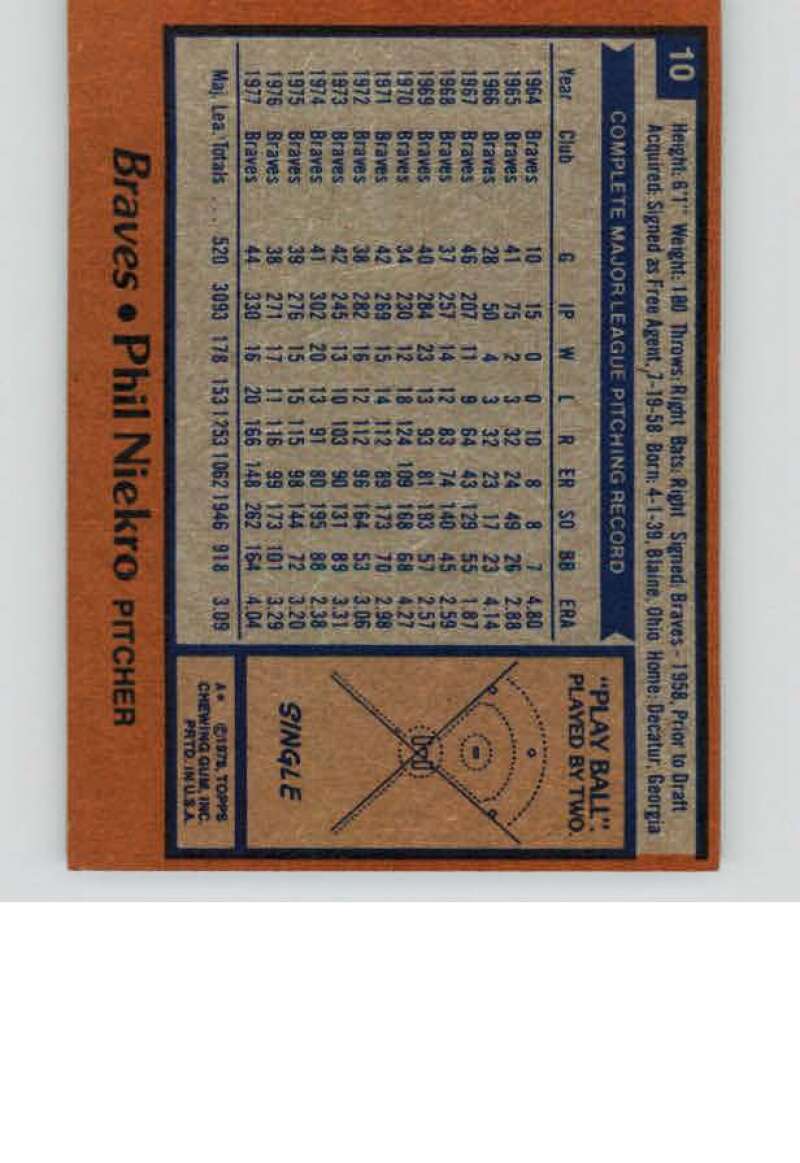 10
Height: 6'1" Weight: 180 Throws: Right Bats: Right Signed: Braves - 1958, Prior to Draft
Acquired: Signed as Free Agent, 7-19-58 Born: 4-1-39, Blaine, Ohio Home: Decatur, Georgia
COMPLETE MAJOR LEAGUE PITCHING RECORD
Year Club G IP W L R ER SO BB ERA
1964 Braves 10 15 0 0 10 8 8 7 4.80
1965 Braves 41 75 2 3 32 24 49 26 2.88
1966 Braves 28 50 4 3 32 23 17 23 4.14
1967 Braves 46 207 11 9 64 43 129 55 1.87
1968 Braves 37 257 14 12 83 74 140 45 2.59
1969 Braves 40 284 23 13 93 81 193 57 2.57
1970 Braves 34 230 12 18 124 109 168 68 4.27
1971 Braves 42 269 15 14 112 89 173 70 2.98
1972 Braves 38 282 16 12 112 96 164 53 3.06
1973 Braves 42 245 13 10 103 90 131 89 3.31
1974 Braves 41 302 20 13 91 80 195 88 2.38
1975 Braves 39 276 15 15 115 98 144 72 3.20
1976 Braves 38 271 17 11 116 99 173 101 3.29
1977 Braves 44 330 16 20 166 148 262 164 4.04
Maj. Lea. Totals .... 520 3093 178 153 1253 1062 1946 918 3.09
"PLAY BALL".
PLAYED BY TWO.
SINGLE
A* ©1978, TOPPS
CHEWING GUM, INC.
PRTD. IN U.S.A.
Braves • Phil Niekro PITCHER